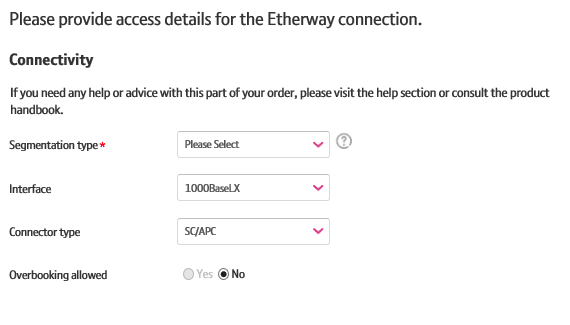 Please provide access details for the Etherway connection.
Connectivity
If you need any help or advice with this part of your order, please visit the help section or consult the product
handbook.
Segmentation type * Please Select ?
Interface 1000BaseLX
Connector type SC/APC
Overbooking allowed Yes No